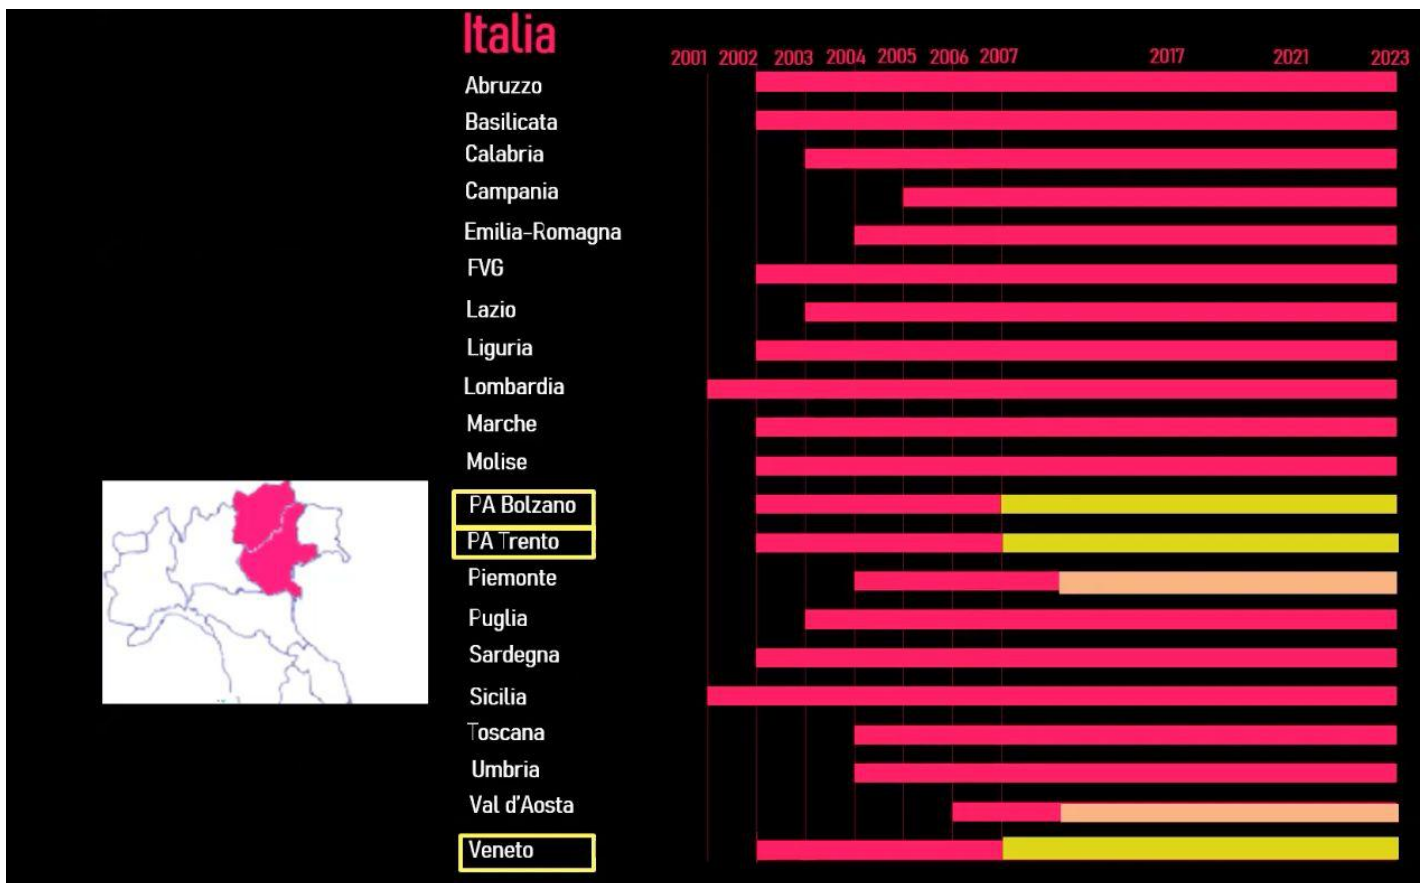 Italia
2001 2002 2003 2004 2005 2006 2007 2017 2021 2023
Abruzzo
Basilicata
Calabria
Campania
Emilia-Romagna
FVG
Lazio
Liguria
Lombardia
Marche
Molise
PA Bolzano
PA Trento
Piemonte
Puglia
Sardegna
Sicilia
Toscana
Umbria
Val d'Aosta
Veneto